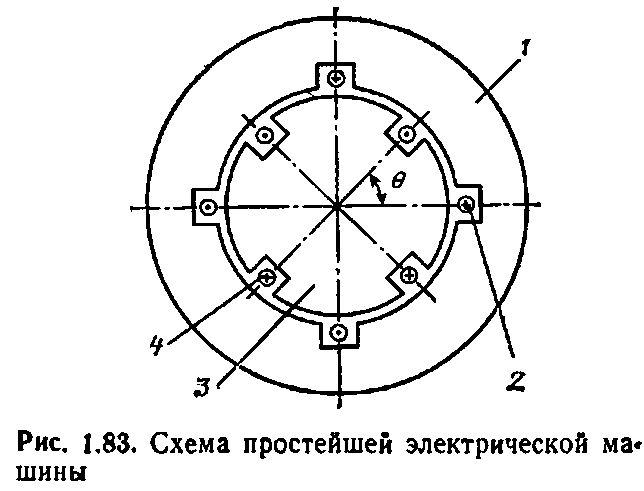 1
θ
4
3
2
Рис. 1.83. Схема простейшей электрической ма-
шины